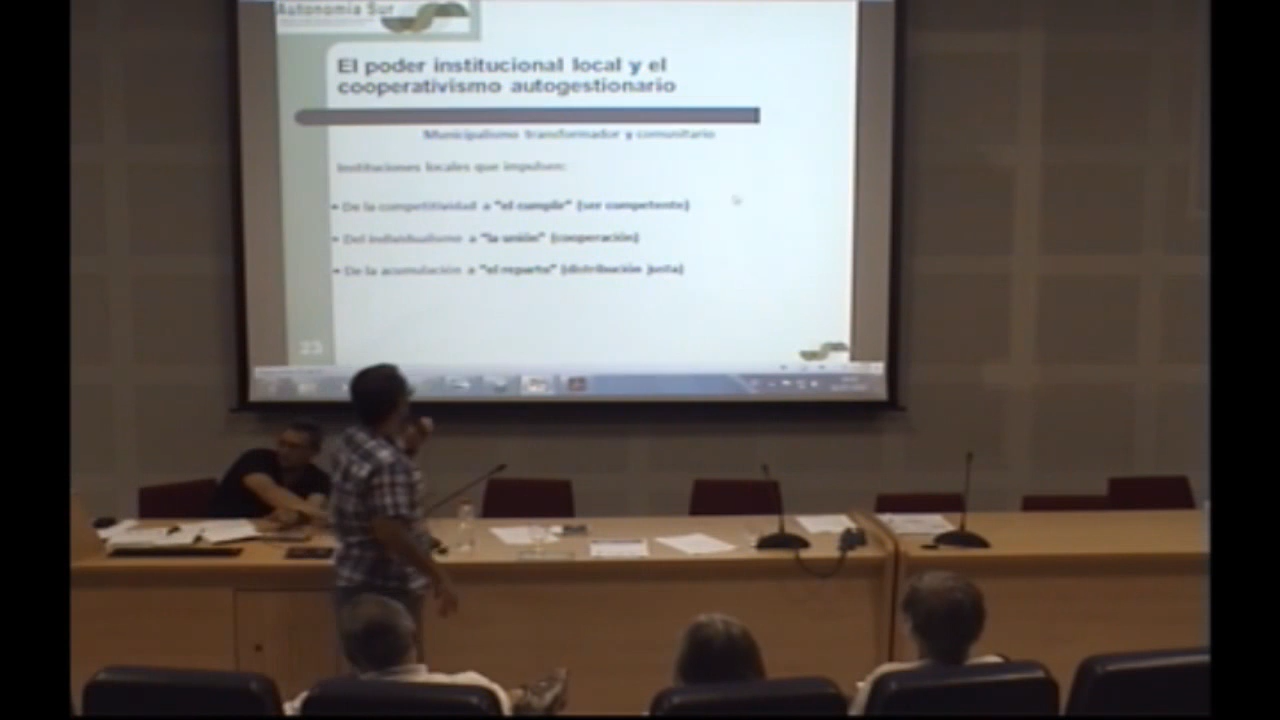 Autonomía Sur
El poder institucional local y el
cooperativismo autogestionario
Municipalismo transformador y comunitario
Instituciones locales que impulsen:
• De la competitividad a "el cumplir" (ser competente)
• Del individualismo a "la unión" (cooperación)
• De la acumulación a "el reparto" (distribución justa)
23